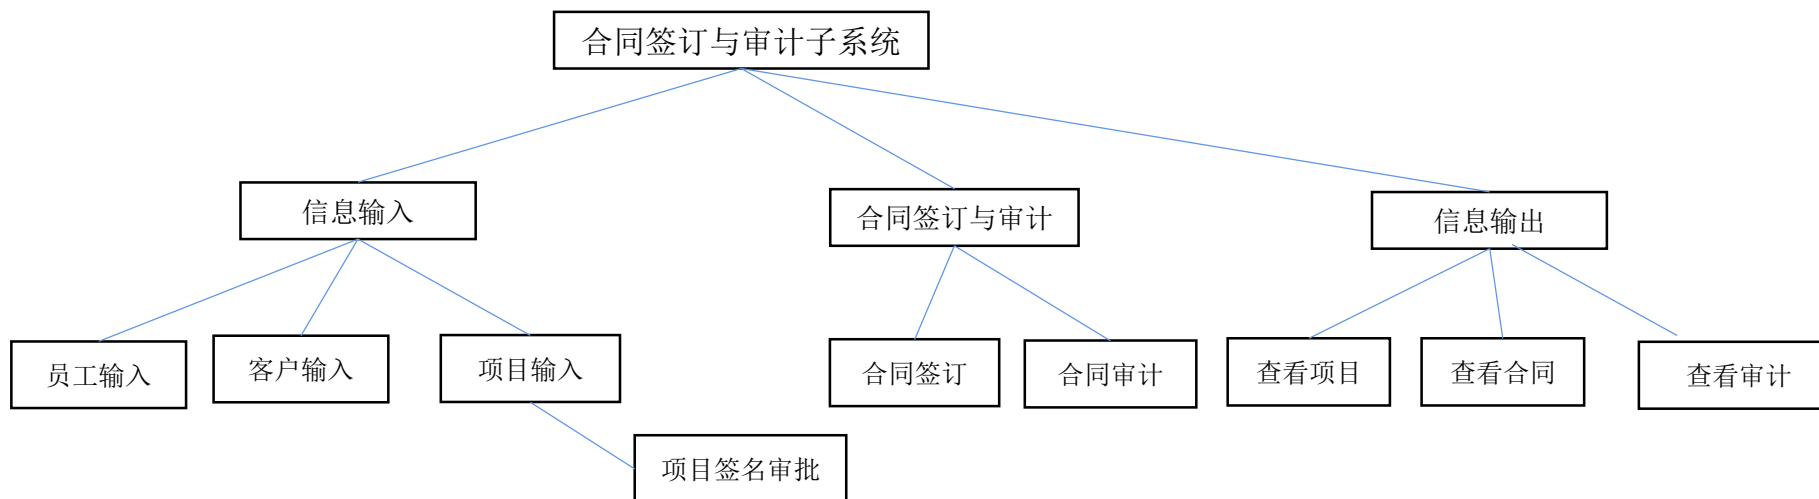 合同签订与审计子系统
信息输入
合同签订与审计
信息输出
员工输入
客户输入
项目输入
合同签订
合同审计
查看项目
查看合同
查看审计
项目签名审批